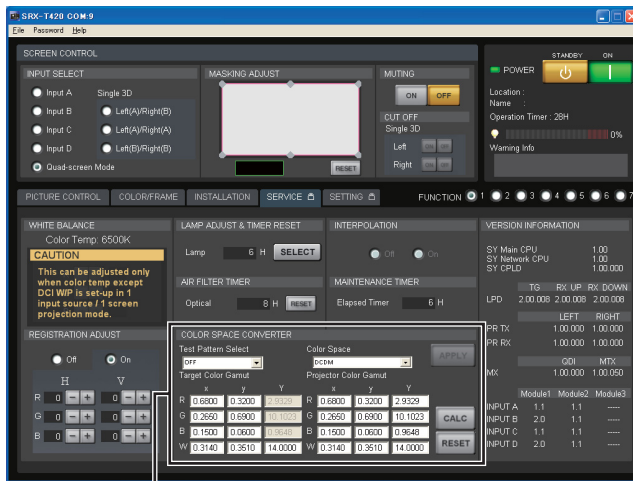 SRX-T420 COM:9
File Password Help
SCREEN CONTROL
INPUT SELECT
Input A Single 3D
Input B Left(A)/Right(B)
Input C Left(A)/Right(A)
Input D Left(B)/Right(B)
Quad-screen Mode
MASKING ADJUST
RESET
MUTING
ON OFF
CUT OFF
Single 3D
Left ON OFF
Right ON OFF
STANDBY ON
POWER
Location :
Name :
Operation Timer : 28H
0%
Warning Info
PICTURE CONTROL COLOR/FRAME INSTALLATION SERVICE SETTING FUNCTION 1 2 3 4 5 6 7
WHITE BALANCE
Color Temp: 6500K
CAUTION
This can be adjusted only
when color temp except
DCI W/P is set-up in 1
input source / 1 screen
projection mode.
LAMP ADJUST & TIMER RESET
Lamp 6 H SELECT
INTERPOLATION
Off On
AIR FILTER TIMER
Optical 8 H RESET
MAINTENANCE TIMER
Elapsed Timer 6 H
VERSION INFORMATION
SY Main CPU 1.00
SY Network CPU 1.00
SY CPLD 1.00.000
TG RX UP RX DOWN
LPD 2.00.008 2.00.008 2.00.008
LEFT RIGHT
PR TX 1.00.000 1.00.000
PR RX 1.00.000 1.00.000
QDI MTX
MX 1.00.000 1.00.050
Module1 Module2 Module3
INPUT A 1.1 1.1 -----
INPUT B 2.0 1.1 -----
INPUT C 1.1 1.1 -----
INPUT D 2.0 1.1 -----
REGISTRATION ADJUST
Off On
H V
R 0 - + 0 - +
G 0 - + 0 - +
B 0 - + 0 - +
COLOR SPACE CONVERTER
Test Pattern Select Color Space
OFF DCDM APPLY
Target Color Gamut Projector Color Gamut
x y Y x y Y
R 0.6800 0.3200 2.9329 R 0.6800 0.3200 2.9329
G 0.2650 0.6900 10.1023 G 0.2650 0.6900 10.1023 CALC
B 0.1500 0.0600 0.9648 B 0.1500 0.0600 0.9648
W 0.3140 0.3510 14.0000 W 0.3140 0.3510 14.0000 RESET